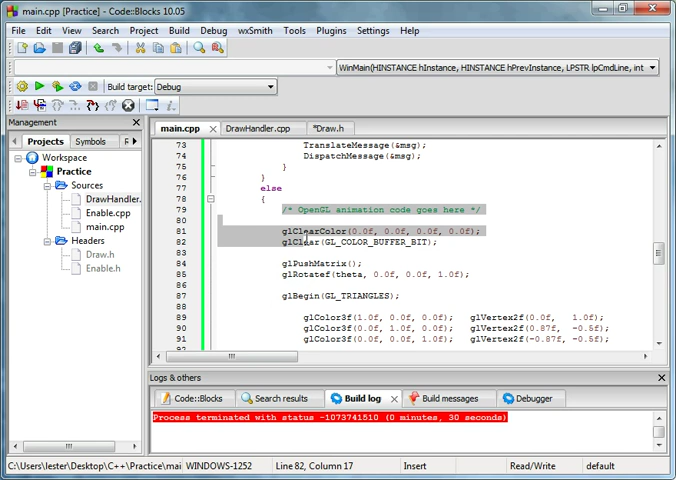 main.cpp [Practice] - Code::Blocks 10.05
File Edit View Search Project Build Debug wxSmith Tools Plugins Settings Help
WinMain(HINSTANCE hInstance, HINSTANCE hPrevInstance, LPSTR lpCmdLine, int
Build target: Debug
Management
Projects Symbols F
main.cpp DrawHandler.cpp *Draw.h
Workspace
Practice
Sources
DrawHandler.
Enable.cpp
main.cpp
Headers
Draw.h
Enable.h
73 TranslateMessage(&msg);
74 DispatchMessage(&msg);
75 }
76 }
77 else
78 {
79 /* OpenGL animation code goes here */
80
81 glClearColor(0.0f, 0.0f, 0.0f, 0.0f);
82 glClear(GL_COLOR_BUFFER_BIT);
83
84 glPushMatrix();
85 glRotatef(theta, 0.0f, 0.0f, 1.0f);
86
87 glBegin(GL_TRIANGLES);
88
89 glColor3f(1.0f, 0.0f, 0.0f); glVertex2f(0.0f, 1.0f);
90 glColor3f(0.0f, 1.0f, 0.0f); glVertex2f(0.87f, -0.5f);
91 glColor3f(0.0f, 0.0f, 1.0f); glVertex2f(-0.87f, -0.5f);
92
Logs & others
Code::Blocks Search results Build log Build messages Debugger
Process terminated with status -1073741510 (0 minutes, 30 seconds)
C:\Users\lester\Desktop\C++\Practice\mai WINDOWS-1252 Line 82, Column 17 Insert Read/Write default